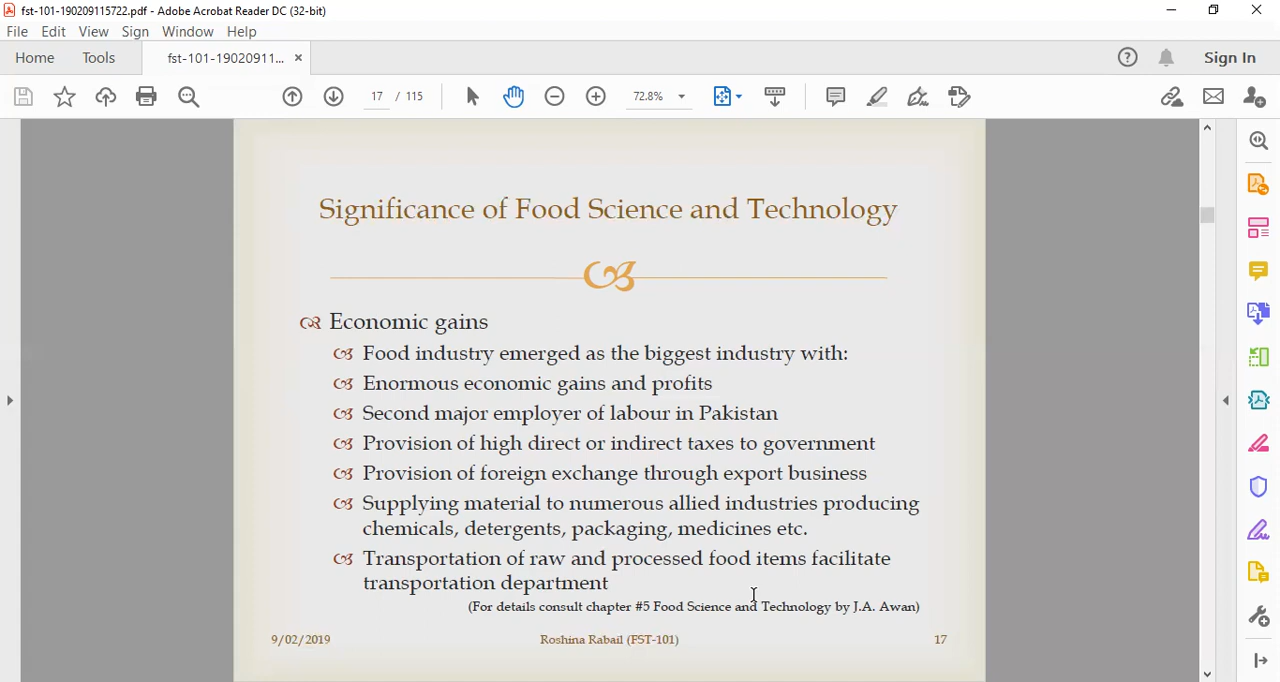 fst-101-190209115722.pdf - Adobe Acrobat Reader DC (32-bit)
File Edit View Sign Window Help
Home Tools fst-101-19020911... × Sign In
17 / 115 72.8%
Significance of Food Science and Technology
Economic gains
Food industry emerged as the biggest industry with:
Enormous economic gains and profits
Second major employer of labour in Pakistan
Provision of high direct or indirect taxes to government
Provision of foreign exchange through export business
Supplying material to numerous allied industries producing
chemicals, detergents, packaging, medicines etc.
Transportation of raw and processed food items facilitate
transportation department
(For details consult chapter #5 Food Science and Technology by J.A. Awan)
9/02/2019 Roshina Rabail (FST-101) 17